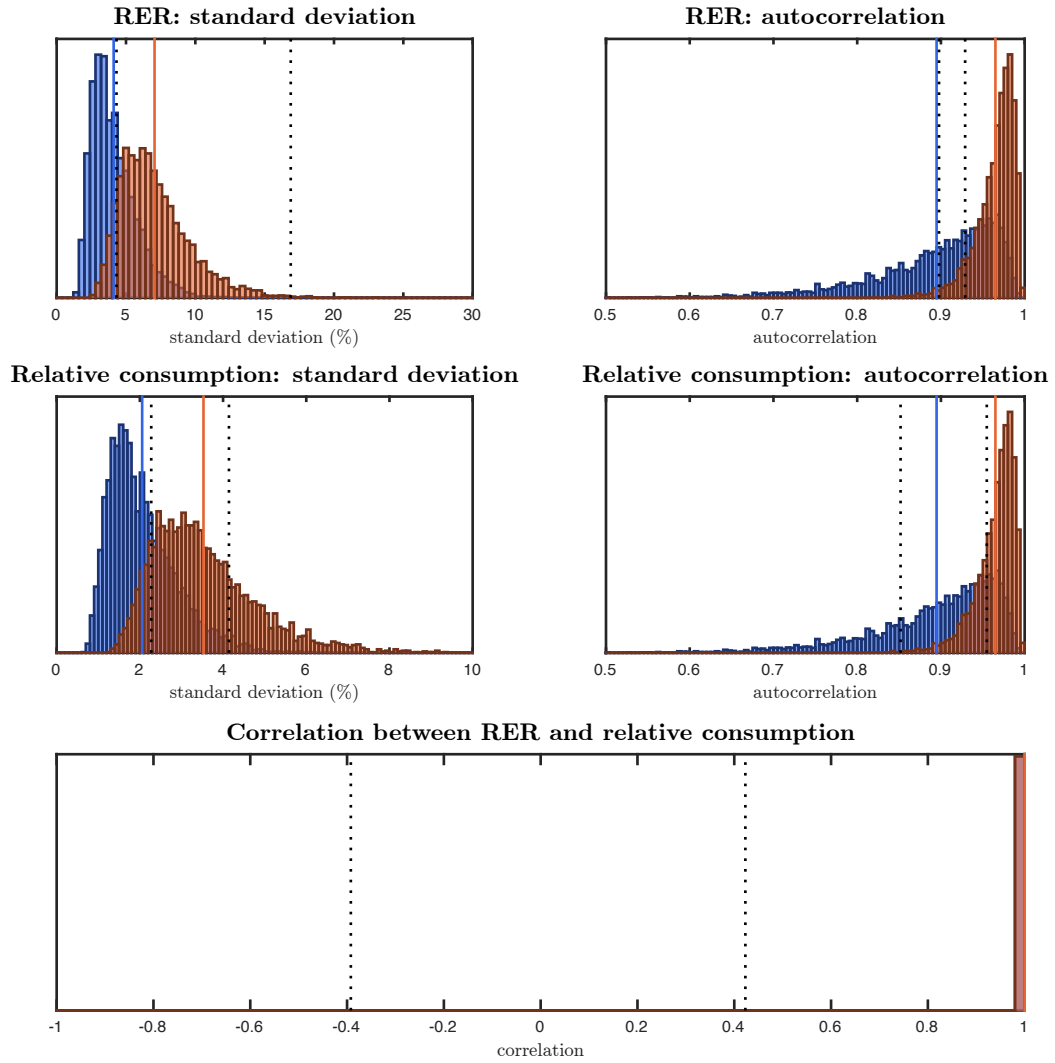 RER: standard deviation
RER: autocorrelation
0 5 10 15 20 25 30
0.5 0.6 0.7 0.8 0.9 1
standard deviation (%)
autocorrelation
Relative consumption: standard deviation
Relative consumption: autocorrelation
0 2 4 6 8 10
0.5 0.6 0.7 0.8 0.9 1
standard deviation (%)
autocorrelation
Correlation between RER and relative consumption
-1 -0.8 -0.6 -0.4 -0.2 0 0.2 0.4 0.6 0.8 1
correlation